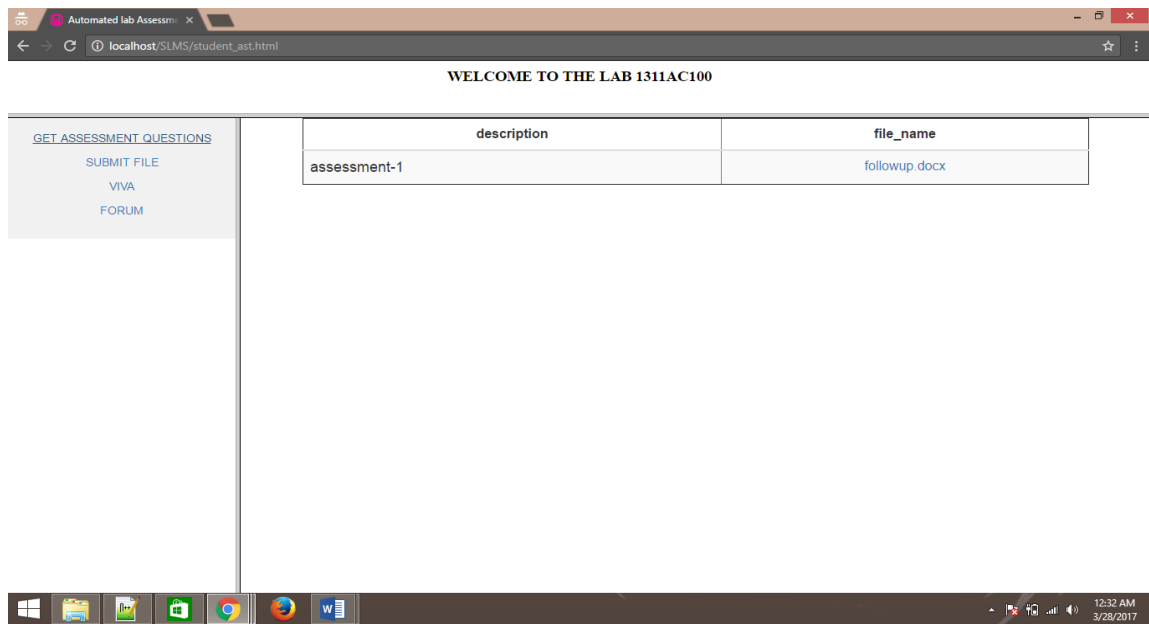 Automated lab Assessme
localhost/SLMS/student_ast.html
WELCOME TO THE LAB 1311AC100
GET ASSESSMENT QUESTIONS
SUBMIT FILE
VIVA
FORUM
description file_name
assessment-1 followup.docx
12:32 AM
3/28/2017